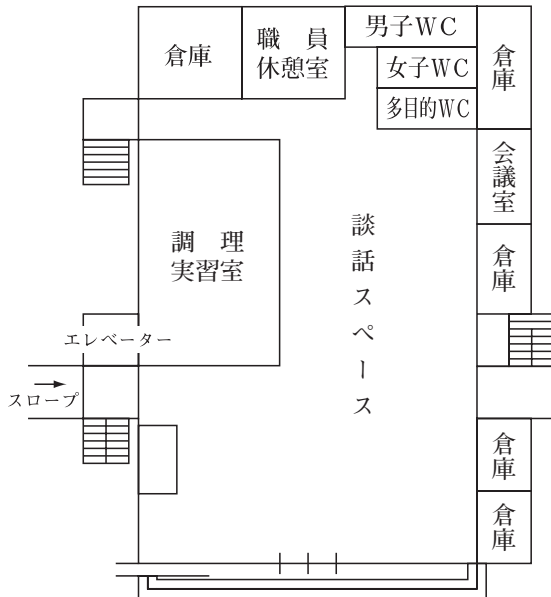 倉庫
職　員
休憩室
男子WC
女子WC
多目的WC
倉庫
会議室
倉庫
調　理
実習室
談話スペース
エレベーター
スロープ
倉庫
倉庫